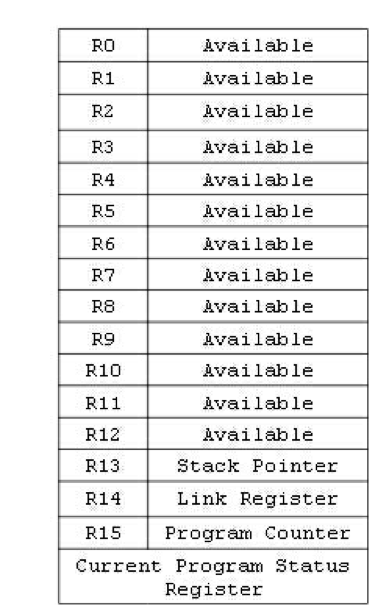 R0 Available
R1 Available
R2 Available
R3 Available
R4 Available
R5 Available
R6 Available
R7 Available
R8 Available
R9 Available
R10 Available
R11 Available
R12 Available
R13 Stack Pointer
R14 Link Register
R15 Program Counter
Current Program Status
Register